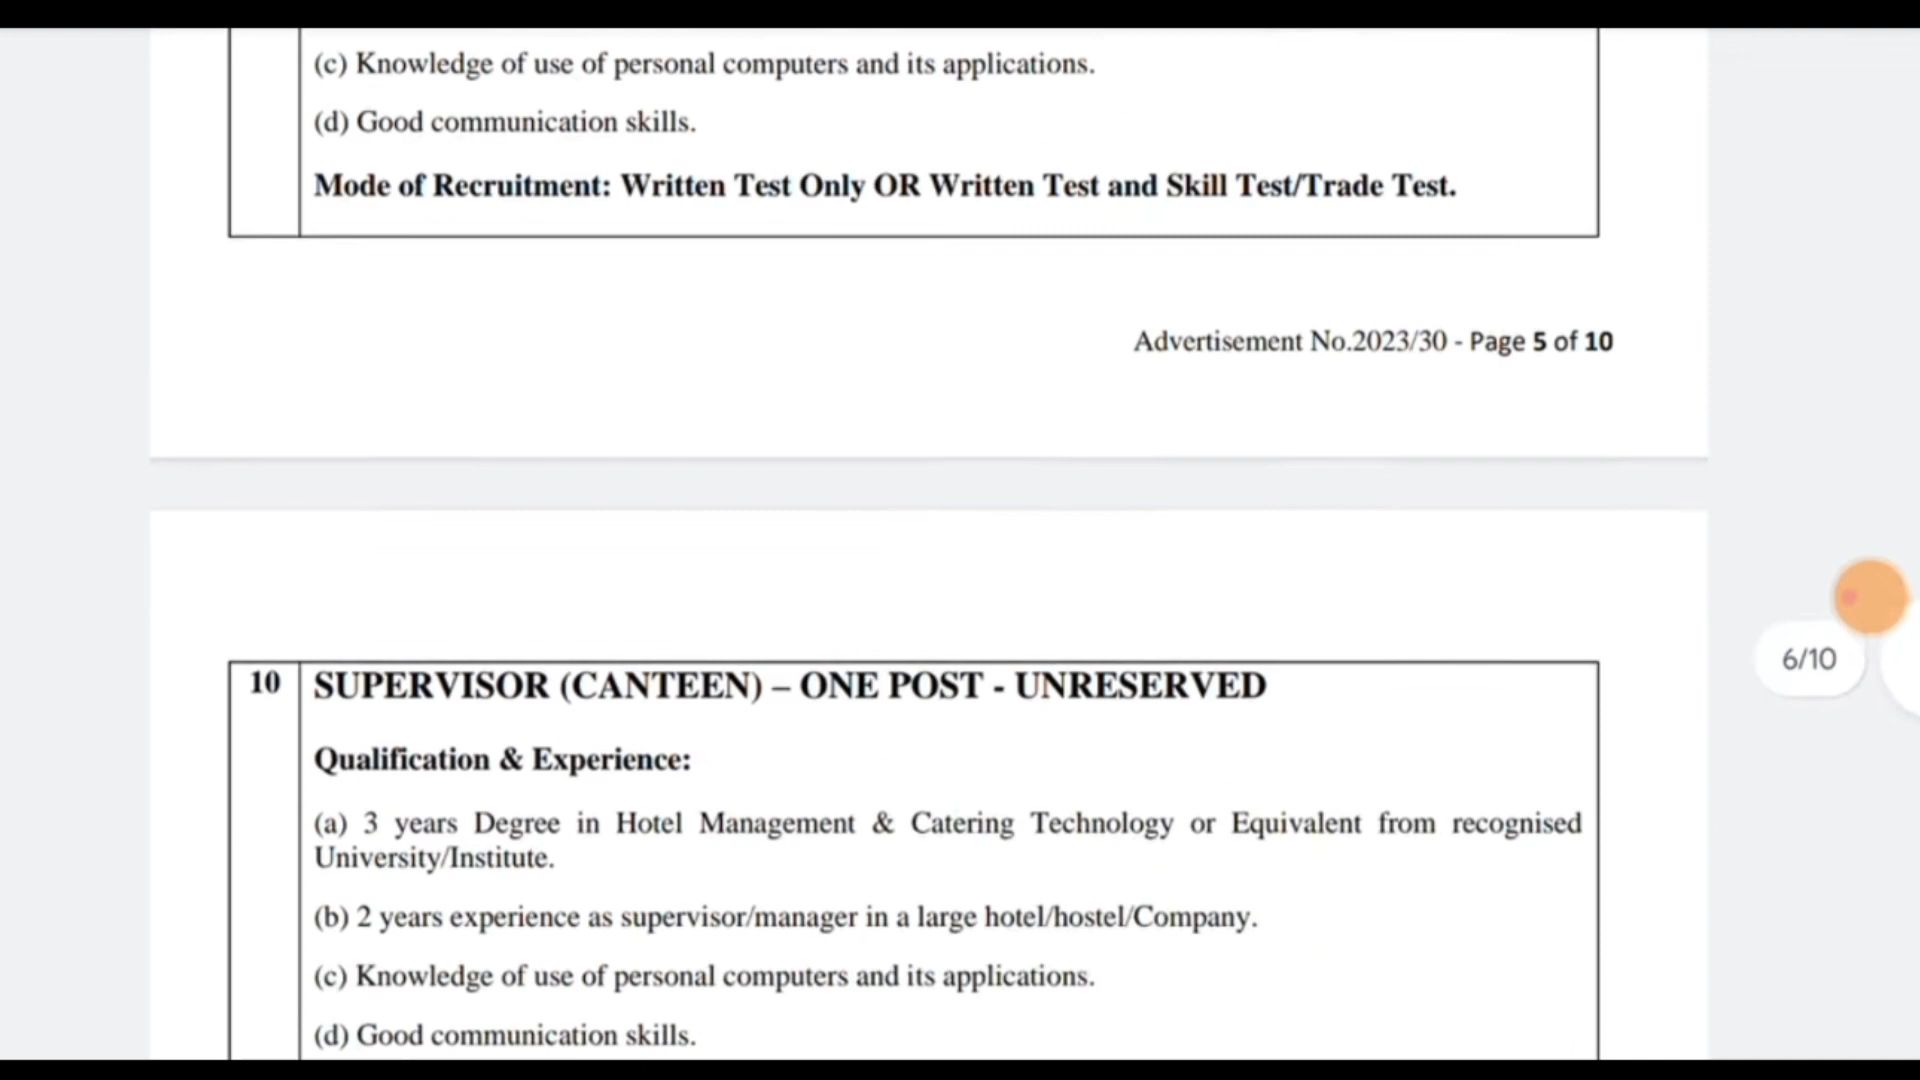 (c) Knowledge of use of personal computers and its applications.
(d) Good communication skills.
Mode of Recruitment: Written Test Only OR Written Test and Skill Test/Trade Test.
Advertisement No.2023/30 - Page 5 of 10
6/10
10 SUPERVISOR (CANTEEN) – ONE POST - UNRESERVED
Qualification & Experience:
(a) 3 years Degree in Hotel Management & Catering Technology or Equivalent from recognised
University/Institute.
(b) 2 years experience as supervisor/manager in a large hotel/hostel/Company.
(c) Knowledge of use of personal computers and its applications.
(d) Good communication skills.